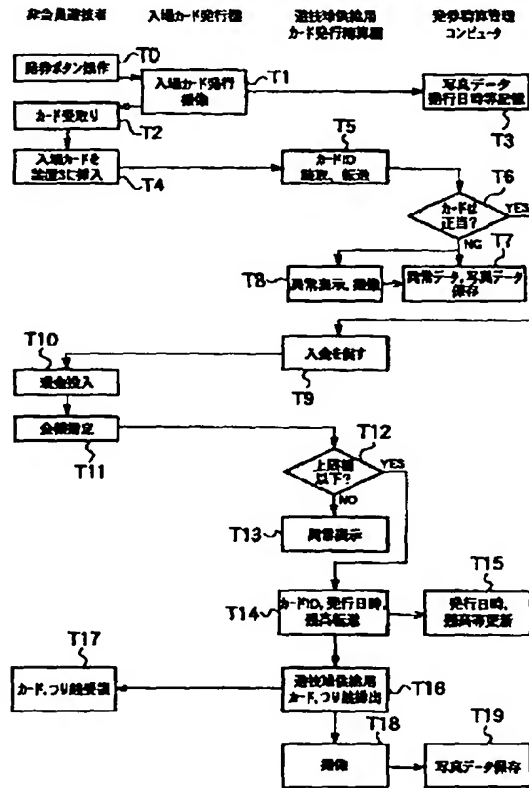 非会員遊技者
入場カード発行機
遊技球供給用
カード発行精算機
発券精算管理
コンピュータ
T0
発券ボタン操作
入場カード発行
撮像
T1
写真データ
発行日時等記憶
T3
カード受取り
T2
入場カードを
装置3に挿入
T4
T5
カードID
読取、転送
T6
カードは
正当?
YES
NG
T7
異常データ,写真データ
保存
T8
異常表示、撮像
入金を促す
T9
T10
現金投入
金額指定
T11
T12
上限額
以下?
YES
NO
T13
異常表示
T14
カードID,発行日時,
残高転送
T15
発行日時,
残高等更新
T17
カード、つり銭受領
遊技球供給用
カード、つり銭排出
T16
T18
撮像
T19
写真データ保存